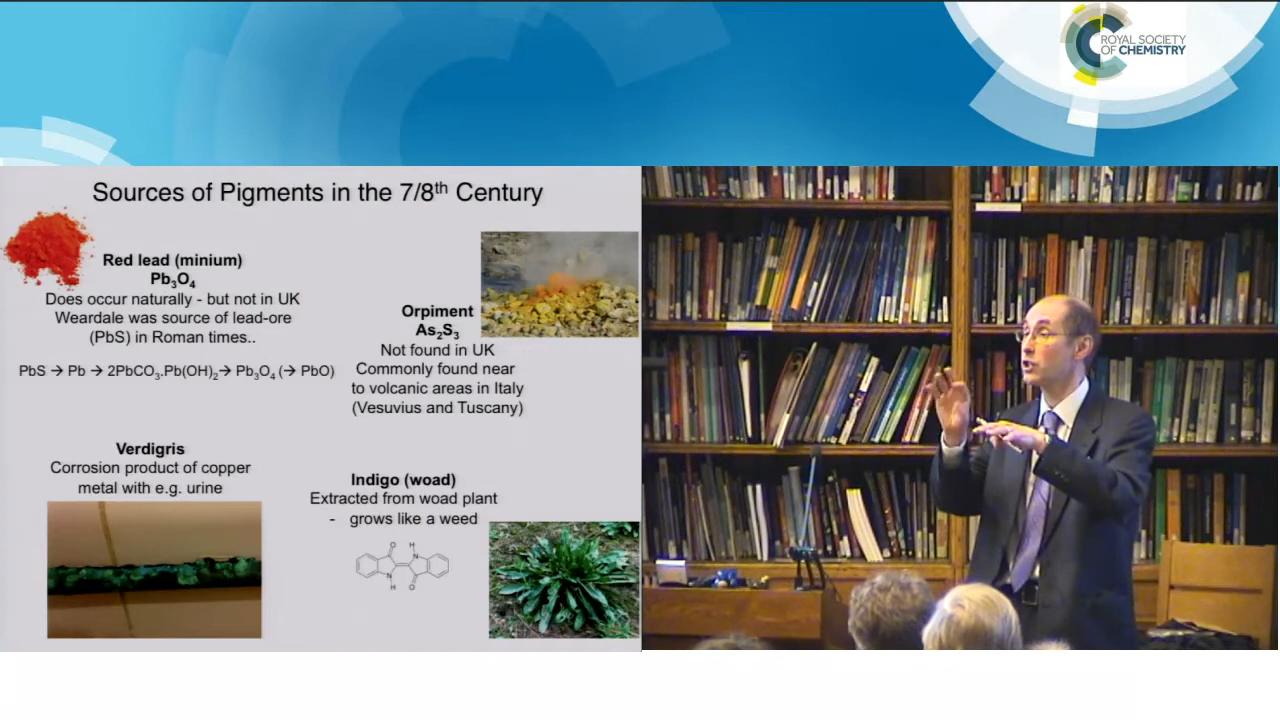 ROYAL SOCIETY
OF CHEMISTRY
Sources of Pigments in the 7/8th Century
Red lead (minium)
Pb3O4
Does occur naturally - but not in UK
Weardale was source of lead-ore
(PbS) in Roman times..
PbS → Pb → 2PbCO3.Pb(OH)2→ Pb3O4 (→ PbO)
Orpiment
As2S3
Not found in UK
Commonly found near
to volcanic areas in Italy
(Vesuvius and Tuscany)
Verdigris
Corrosion product of copper
metal with e.g. urine
Indigo (woad)
Extracted from woad plant
- grows like a weed
O
H
N
N
H
O